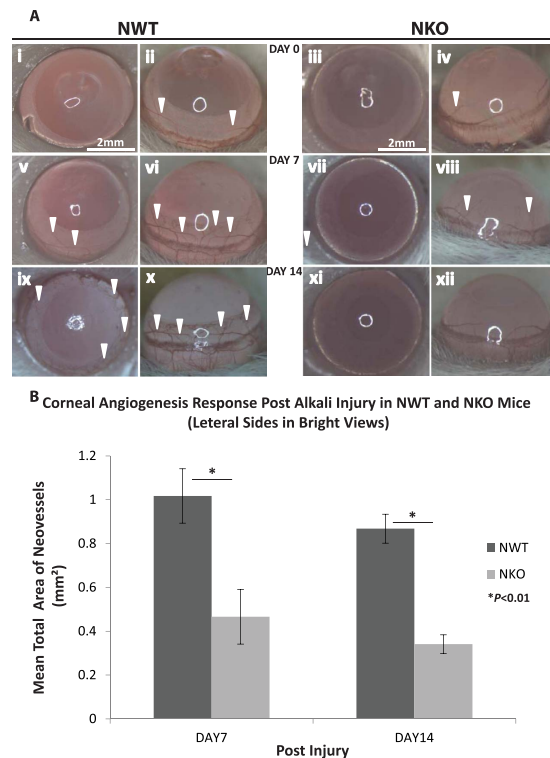 A
NWT
NKO
i
ii
DAY 0
iii
iv
2mm
2mm
v
vi
DAY 7
vii
viii
ix
x
DAY 14
xi
xii
B Corneal Angiogenesis Response Post Alkali Injury in NWT and NKO Mice
(Leteral Sides in Bright Views)
Mean Total Area of Neovessels
(mm²)
1.2
1
0.8
0.6
0.4
0.2
0
*
*
NWT
NKO
*P<0.01
DAY7
DAY14
Post Injury